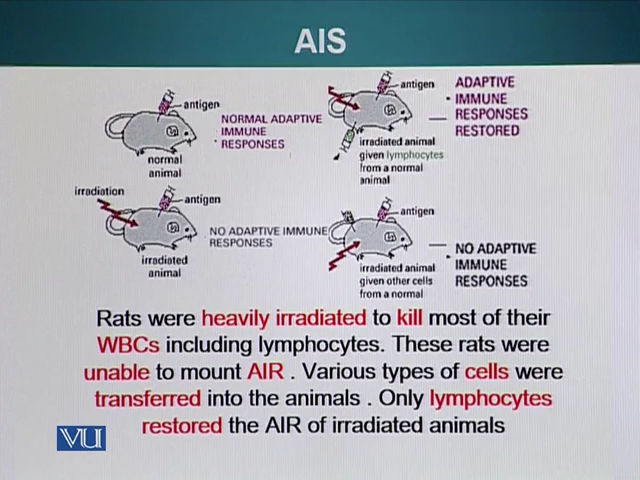 AIS
antigen
NORMAL ADAPTIVE
IMMUNE
RESPONSES
normal
animal
antigen
ADAPTIVE
IMMUNE
RESPONSES
RESTORED
irradiated animal
given lymphocytes
from a normal
animal
irradiation
antigen
NO ADAPTIVE IMMUNE
RESPONSES
irradiated
animal
antigen
NO ADAPTIVE
IMMUNE
RESPONSES
irradiated animal
given other cells
from a normal
Rats were heavily irradiated to kill most of their
WBCs including lymphocytes. These rats were
unable to mount AIR . Various types of cells were
transferred into the animals . Only lymphocytes
restored the AIR of irradiated animals
VU